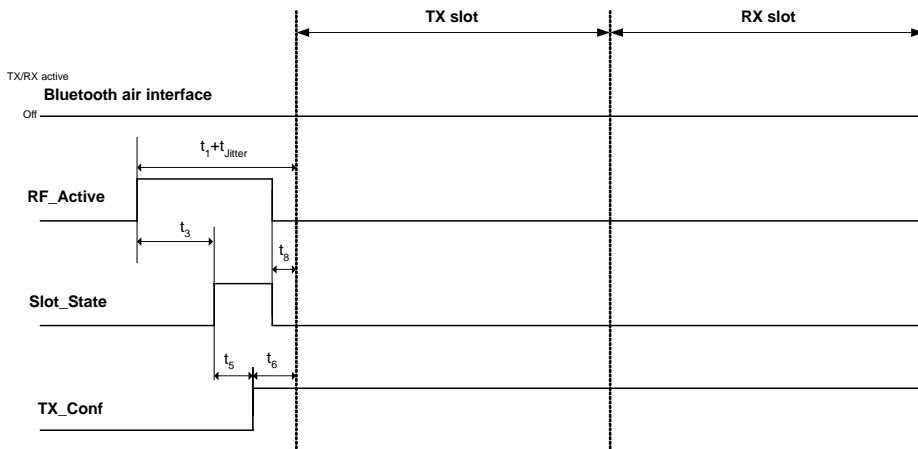 TX slot
RX slot
TX/RX active
Bluetooth air interface
Off
t1+tJitter
RF_Active
t3
t8
Slot_State
t5
t6
TX_Conf